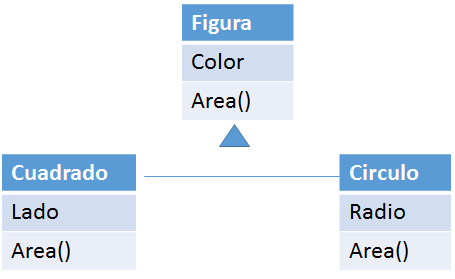 Figura
Color
Area()
Cuadrado
Lado
Area()
Circulo
Radio
Area()